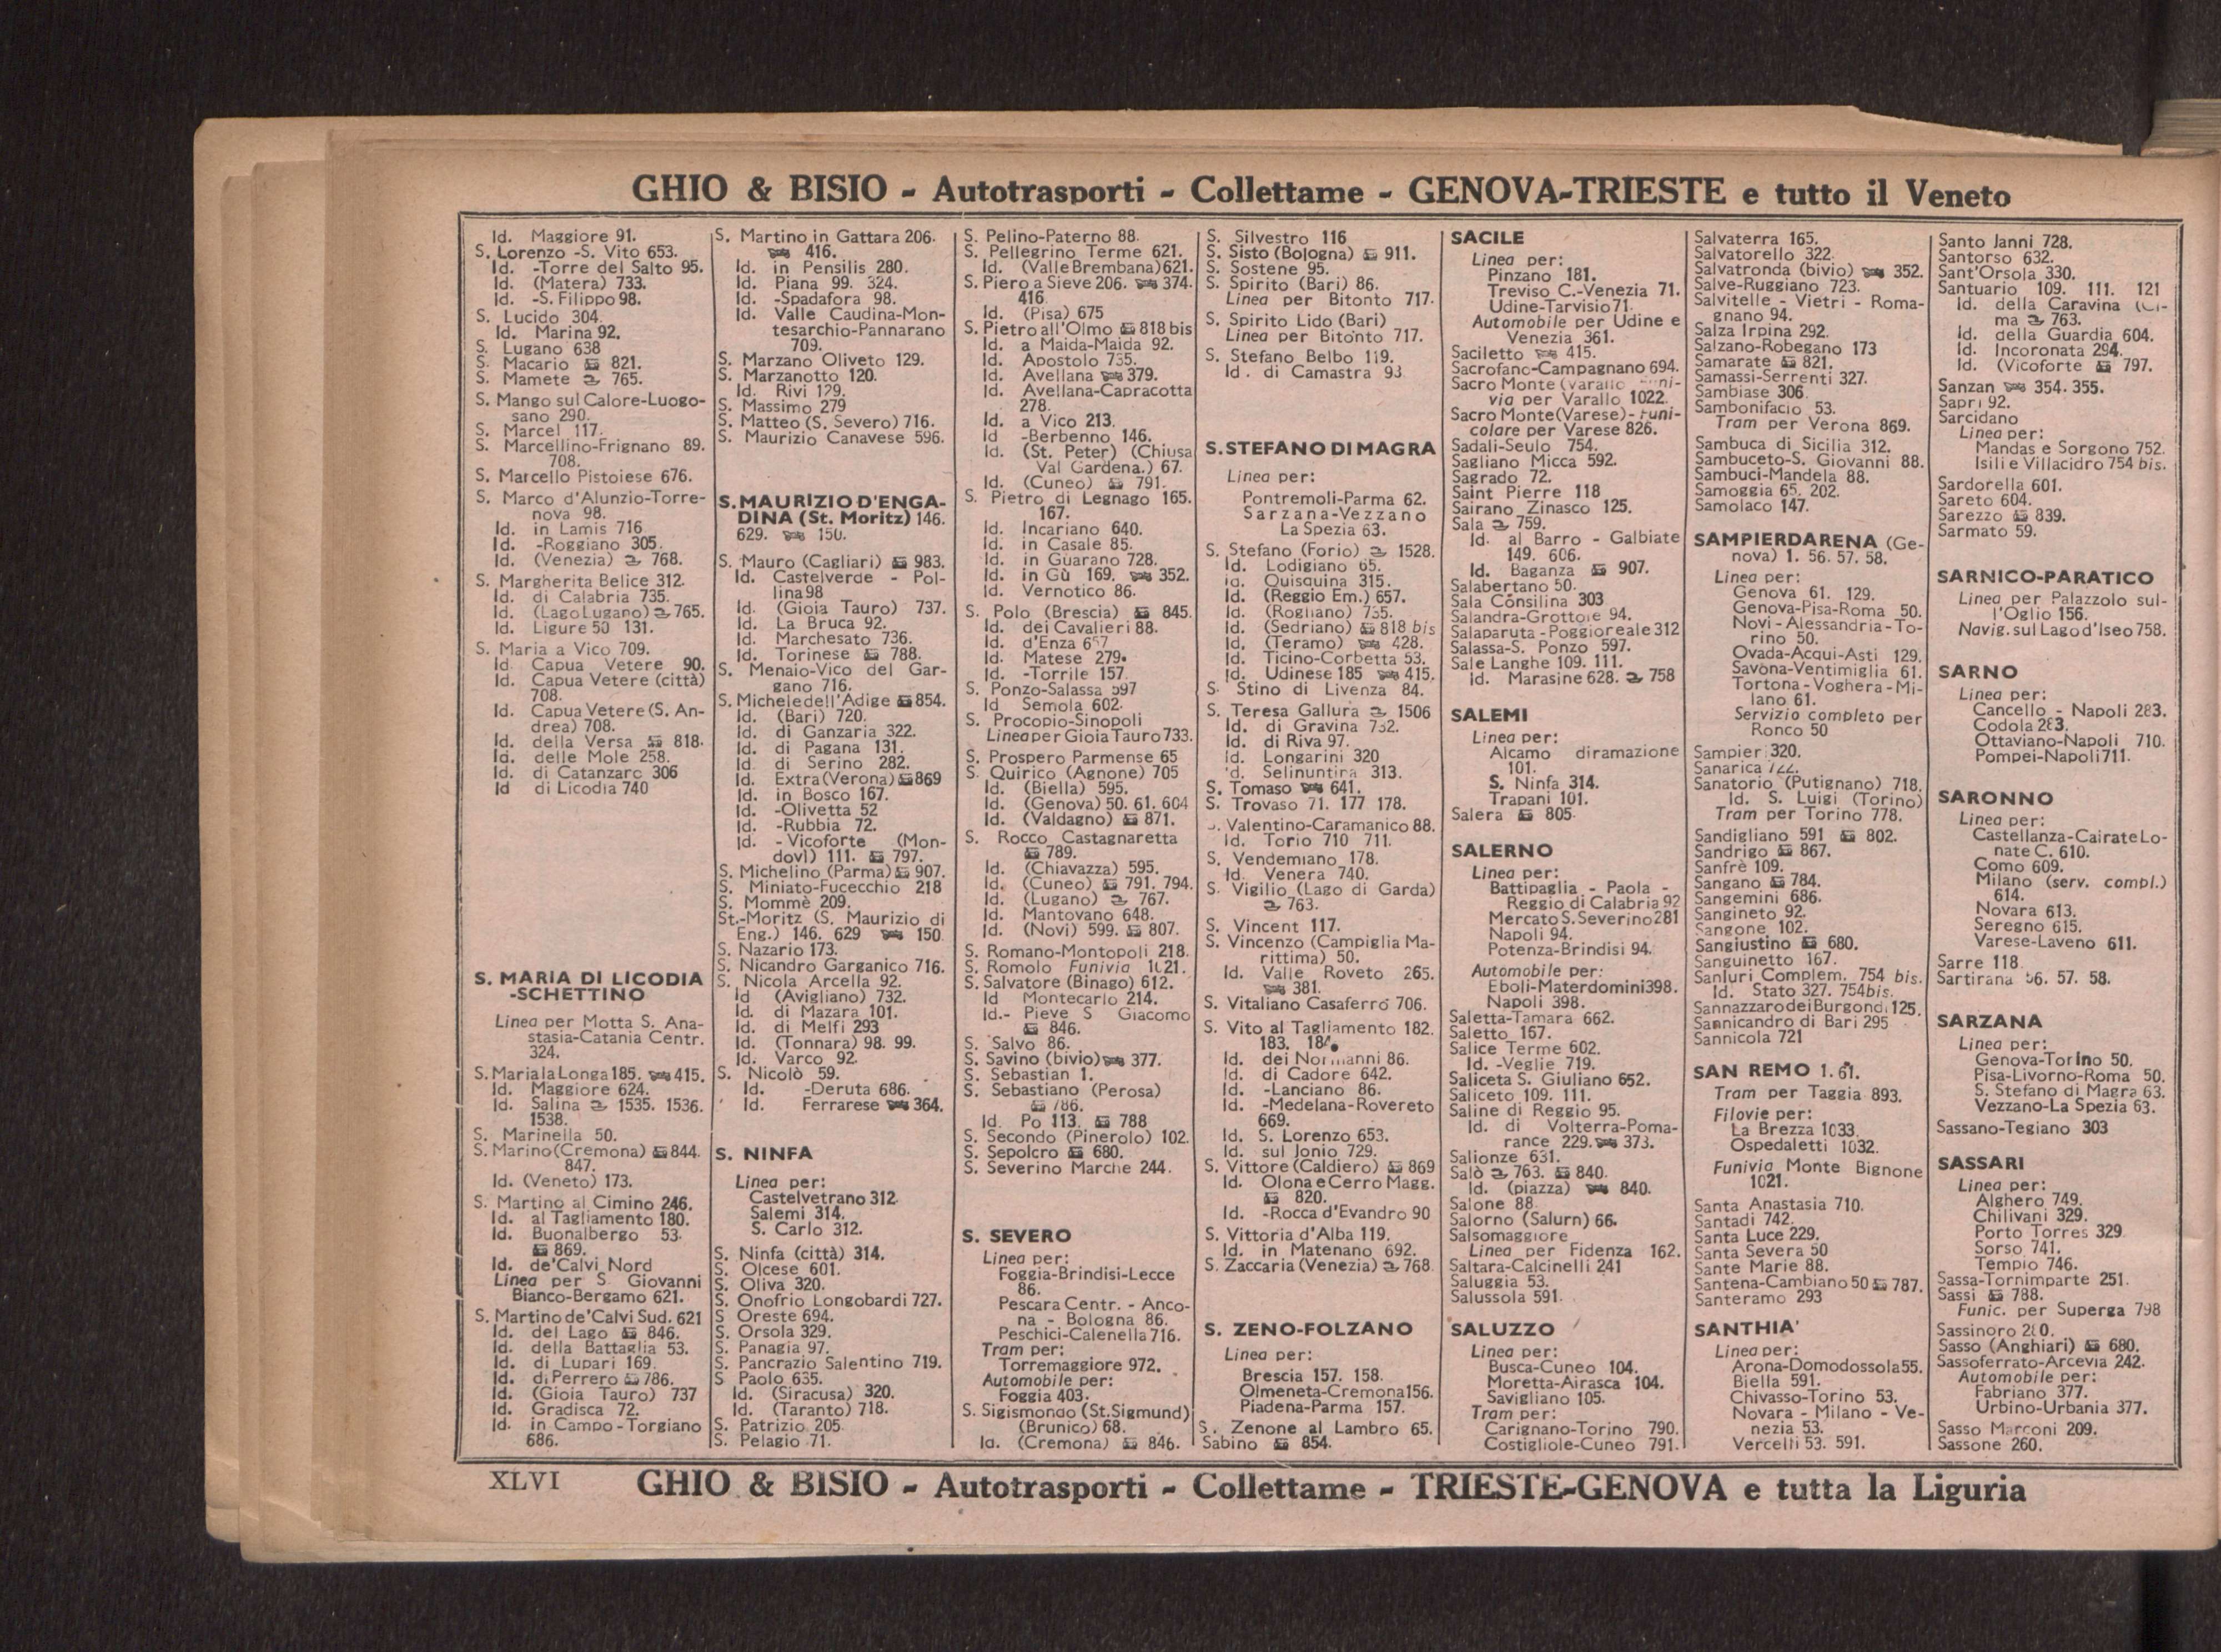 GHIO & BISIO - Autotrasporti - Collettame - GENOVA-TRIESTE e tutto il Veneto
Id. Maggiore 91.
S. Lorenzo -S. Vito 653.
Id. -Torre del Salto 95.
Id. (Matera) 733.
Id. -S. Filippo 98.
S. Lucido 304.
Id. Marina 92.
S. Lugano 638
S. Macario 821.
S. Mamete 765.
S. Mango sul Calore-Luogo-
sano 290.
S. Marcel 117.
S. Marcellino-Frignano 89.
708.
S. Marcello Pistoiese 676.
S. Marco d'Alunzio-Torre-
nova 98.
Id. in Lamis 716
Id. -Roggiano 305.
Id. (Venezia) 768.
S. Margherita Belice 312.
Id. di Calabria 735.
Id. (Lago Lugano) 765.
Id. Ligure 50 131.
S. Maria a Vico 709.
Id. Capua Vetere 90.
Id. Capua Vetere (città)
708.
Id. Capua Vetere (S. An-
drea) 708.
Id. della Versa 818.
Id. delle Mole 258.
Id. di Catanzaro 306
Id di Licodia 740
S. MARIA DI LICODIA
-SCHETTINO
Linea per Motta S. Ana-
stasia-Catania Centr.
324.
S. Maria la Longa 185. 415.
Id. Maggiore 624.
Id. Salina 1535. 1536.
1538.
S. Marinella 50.
S. Marino (Cremona) 844.
847.
Id. (Veneto) 173.
S. Martino al Cimino 246.
Id. al Tagliamento 180.
Id. Buonalbergo 53.
869.
Id. de'Calvi Nord
Linea per S. Giovanni
Bianco-Bergamo 621.
S. Martino de'Calvi Sud. 621
Id. del Lago 846.
Id. della Battaglia 53.
Id. di Lupari 169.
Id. di Perrero 786.
Id. (Gioia Tauro) 737
Id. Gradisca 72.
Id. in Campo-Torgiano
686.
S. Martino in Gattara 206.
416.
Id. in Pensilis 280.
Id. Piana 99. 324.
Id. -Spadafora 98.
Id. Valle Caudina-Mon-
tesarchio-Pannarano
709.
S. Marzano Oliveto 129.
S. Marzanotto 120.
Id. Rivi 129.
S. Massimo 279
S. Matteo (S. Severo) 716.
S. Maurizio Canavese 596.
S. MAURIZIO D'ENGA-
DINA (St. Moritz) 146.
629. 150.
S. Mauro (Cagliari) 983.
Id. Castelverde - Pol-
lina 98
Id. (Gioia Tauro) 737.
Id. La Bruca 92.
Id. Marchesato 736.
Id. Torinese 788.
S. Menaio-Vico del Gar-
gano 716.
S. Michele dell'Adige 854.
Id. (Bari) 720.
Id. di Ganzaria 322.
Id. di Pagana 131.
Id. di Serino 282.
Id. Extra (Verona) 869
Id. in Bosco 167.
Id. -Olivetta 52
Id. -Rubbia 72.
Id. - Vicoforte (Mon-
dovì) 111. 797.
S. Michelino (Parma) 907.
S. Miniato-Fucecchio 218
S. Mommè 209.
St.-Moritz (S. Maurizio di
Eng.) 146. 629 150
S. Nazario 173.
S. Nicandro Garganico 716.
S. Nicola Arcella 92.
Id (Avigliano) 732.
Id. di Mazara 101.
Id. di Melfi 293
Id. (Tonnara) 98. 99.
Id. Varco 92.
S. Nicolò 59.
Id. -Deruta 686.
Id. Ferrarese 364.
S. NINFA
Linea per:
Castelvetrano 312.
Salemi 314.
S. Carlo 312.
S. Ninfa (città) 314.
S. Olcese 601.
S. Oliva 320.
S. Onofrio Longobardi 727.
S Oreste 694.
S. Orsola 329.
S. Panagia 97.
S. Pancrazio Salentino 719.
S Paolo 635.
Id. (Siracusa) 320.
Id. (Taranto) 718.
S. Patrizio 205
S. Pelagio 71.
S. Pelino-Paterno 88.
S. Pellegrino Terme 621.
Id. (Valle Brembana) 621.
S. Piero a Sieve 206. 374.
416
Id. (Pisa) 675
S. Pietro all'Olmo 818 bis
Id. a Maida-Maida 92.
Id. Apostolo 735.
Id. Avellana 379.
Id. Avellana-Capracotta
278.
Id. a Vico 213.
Id -Berbenno 146.
Id. (St. Peter) (Chiusa
Val Gardena.) 67.
Id. (Cuneo) 791.
S. Pietro di Legnago 165.
167.
Id. Incariano 640.
Id. in Casale 85.
Id. in Guarano 728.
Id. in Gù 169. 352.
Id. Vernotico 86.
S. Polo (Brescia) 845.
Id. dei Cavalieri 88.
Id. d'Enza 657
Id. Matese 279.
Id. -Torrile 157.
S. Ponzo-Salassa 597
Id Semola 602.
S. Procopio-Sinopoli
Linea per Gioia Tauro 733.
S. Prospero Parmense 65
S. Quirico (Agnone) 705
Id. (Biella) 595.
Id. (Genova) 50. 61. 604
Id. (Valdagno) 871.
S. Rocco Castagnaretta
789.
Id. (Chiavazza) 595.
Id. (Cuneo) 791. 794.
Id. (Lugano) 767.
Id. Mantovano 648.
Id. (Novi) 599. 807.
S. Romano-Montopoli 218.
S. Romolo Funivia 1021.
S. Salvatore (Binago) 612.
Id Montecarlo 214.
Id.- Pieve S Giacomo
846.
S. Salvo 86.
S. Savino (bivio) 377.
S. Sebastian 1.
S. Sebastiano (Perosa)
786.
Id. Po 113. 788
S. Secondo (Pinerolo) 102.
S. Sepolcro 680.
S. Severino Marche 244.
S. SEVERO
Linea per:
Foggia-Brindisi-Lecce
86.
Pescara Centr. - Anco-
na - Bologna 86.
Peschici-Calenella 716.
Tram per:
Torremaggiore 972.
Automobile per:
Foggia 403.
S. Sigismondo (St. Sigmund)
(Brunico) 68.
Id. (Cremona) 846.
S. Silvestro 116
S. Sisto (Bologna) 911.
S. Sostene 95.
S. Spirito (Bari) 86.
Linea per Bitonto 717.
S. Spirito Lido (Bari)
Linea per Bitonto 717.
S. Stefano Belbo 119.
Id. di Camastra 93
S. STEFANO DI MAGRA
Linea per:
Pontremoli-Parma 62.
Sarzana-Vezzano
La Spezia 63.
S. Stefano (Forio) 1528.
Id. Lodigiano 65.
Id. Quisquina 315.
Id. (Reggio Em.) 657.
Id. (Rogliano) 735.
Id. (Sedriano) 818 bis
Id. (Teramo) 428.
Id. Ticino-Corbetta 53.
Id. Udinese 185 415.
S. Stino di Livenza 84.
S. Teresa Gallura 1506
Id. di Gravina 732.
Id. di Riva 97.
Id. Longarini 320
Id. Selinuntina 313.
S. Tomaso 641.
S. Trovaso 71. 177 178.
S. Valentino-Caramanico 88.
Id. Torio 710 711.
S. Vendemiano 178.
Id. Venera 740.
S. Vigilio (Lago di Garda)
763.
S. Vincent 117.
S. Vincenzo (Campiglia Ma-
rittima) 50.
Id. Valle Roveto 265.
381.
S. Vitaliano Casaferro 706.
S. Vito al Tagliamento 182.
183.
Id. dei Normanni 86.
Id. di Cadore 642.
Id. -Lanciano 86.
Id. -Medelana-Rovereto
669.
Id. S. Lorenzo 653.
Id. sul Jonio 729.
S. Vittore (Caldiero) 869
Id. Olona e Cerro Magg.
820.
Id. -Rocca d'Evandro 90
S. Vittoria d'Alba 119.
Id. in Matenano 692.
S. Zaccaria (Venezia) 768.
S. ZENO-FOLZANO
Linea per:
Brescia 157. 158.
Olmeneta-Cremona 156.
Piadena-Parma 157.
S. Zenone al Lambro 65.
Sabino 854.
SACILE
Linea per:
Pinzano 181.
Treviso C.-Venezia 71.
Udine-Tarvisio 71.
Automobile per Udine e
Venezia 361.
Saciletto 415.
Sacrofano-Campagnano 694.
Sacro Monte (Varallo
via per Varallo 1022.
Sacro Monte (Varese) - Funi-
colare per Varese 826.
Sadali-Seulo 754.
Sagliano Micca 592.
Sagrado 72.
Saint Pierre 118
Sairano Zinasco 125.
Sala 759.
Id. al Barro - Galbiate
149. 606.
Id. Baganza 907.
Salabertano 50.
Sala Consilina 303
Salandra-Grottole 94.
Salaparuta-Poggioreale 312
Salassa-S. Ponzo 597.
Sale Langhe 109. 111.
Id. Marasine 628. 758
SALEMI
Linea per:
Alcamo diramazione
101.
S. Ninfa 314.
Trapani 101.
Salera 805.
SALERNO
Linea per:
Battipaglia - Paola -
Reggio di Calabria 92
Mercato S. Severino 281
Napoli 94.
Potenza-Brindisi 94.
Automobile per:
Eboli-Materdomini 398.
Napoli 398.
Saletta-Tamara 662.
Saletto 167.
Salice Terme 602.
Id. -Veglie 719.
Saliceta S. Giuliano 652.
Saliceto 109. 111.
Saline di Reggio 95.
Id. di Volterra-Poma-
rance 229. 373.
Salionze 631.
Salò 763. 840.
Id. (piazza) 840.
Salone 88.
Salorno (Salurn) 66.
Salsomaggiore
Linea per Fidenza 162.
Saltara-Calcinelli 241
Saluggia 53.
Salussola 591.
SALUZZO
Linea per:
Busca-Cuneo 104.
Moretta-Airasca 104.
Savigliano 105.
Tram per:
Carignano-Torino 790.
Costigliole-Cuneo 791.
Salvaterra 165.
Salvatorello 322.
Salvatronda (bivio) 352.
Salve-Ruggiano 723.
Salvitelle - Vietri - Roma-
gnano 94.
Salza Irpina 292.
Salzano-Robegano 173
Samarate 821.
Samassi-Serrenti 327.
Sambiase 306
Sambonifacio 53.
Tram per Verona 869.
Sambuca di Sicilia 312.
Sambuceto-S. Giovanni 88.
Sambuci-Mandela 88.
Samoggia 65. 202.
Samolaco 147.
SAMPIERDARENA (Ge-
nova) 1. 56. 57. 58.
Linea per:
Genova 61. 129.
Genova-Pisa-Roma 50.
Novi-Alessandria-To-
rino 50.
Ovada-Acqui-Asti 129.
Savona-Ventimiglia 61.
Tortona-Voghera-Mi-
lano 61.
Servizio completo per
Ronco 50
Sampier 320.
Sanarica 722.
Sanatorio (Putignano) 718.
Id. S. Luigi (Torino)
Tram per Torino 778.
Sandigliano 591 802.
Sandrigo 867.
Sanfrè 109.
Sangano 784.
Sangemini 686.
Sangineto 92.
Sangone 102.
Sangiustino 680.
Sanguinetto 167.
Sanluri Complem. 754 bis.
Id. Stato 327. 754bis.
Sannazzaro dei Burgondi 125.
Sannicandro di Bari 295
Sannicola 721
SAN REMO 1. 61.
Tram per Taggia 893.
Filovie per:
La Brezza 1033.
Ospedaletti 1032.
Funivia Monte Bignone
1021.
Santa Anastasia 710.
Santadi 742.
Santa Luce 229.
Santa Severa 50
Sante Marie 88.
Santena-Cambiano 50 787.
Santeramo 293
SANTHIA'
Linea per:
Arona-Domodossola 55.
Biella 591.
Chivasso-Torino 53.
Novara - Milano - Ve-
nezia 53.
Vercelli 53. 591.
Santo Janni 728.
Santorso 632.
Sant'Orsola 330.
Santuario 109. 111. 121
Id. della Caravina (Ci-
ma 763.
Id. della Guardia 604.
Id. Incoronata 294.
Id. (Vicoforte 797.
Sanzan 354. 355.
Sapri 92.
Sarcidano
Linea per:
Mandas e Sorgono 752.
Isili e Villacidro 754 bis.
Sardorella 601.
Sareto 604.
Sarezzo 839.
Sarmato 59.
SARNICO-PARATICO
Linea per Palazzolo sul-
l'Oglio 156.
Navig. sul Lago d'Iseo 758.
SARNO
Linea per:
Cancello - Napoli 283.
Codola 283.
Ottaviano-Napoli 710.
Pompei-Napoli 711.
SARONNO
Linea per:
Castellanza-Cairate Lo-
nate C. 610.
Como 609.
Milano (serv. compl.)
614.
Novara 613.
Seregno 615.
Varese-Laveno 611.
Sarre 118
Sartirana 56. 57. 58.
SARZANA
Linea per:
Genova-Torino 50.
Pisa-Livorno-Roma 50.
S. Stefano di Magra 63.
Vezzano-La Spezia 63.
Sassano-Tegiano 303
SASSARI
Linea per:
Alghero 749.
Chilivani 329.
Porto Torres 329
Sorso 741.
Tempio 746.
Sassa-Tornimparte 251.
Sassi 788.
Funic. per Superga 798
Sassinoro 280.
Sasso (Anghiari) 680.
Sassoferrato-Arcevia 242.
Automobile per:
Fabriano 377.
Urbino-Urbania 377.
Sasso Marconi 209.
Sassone 260.
XLVI
GHIO & BISIO - Autotrasporti - Collettame - TRIESTE-GENOVA e tutta la Liguria